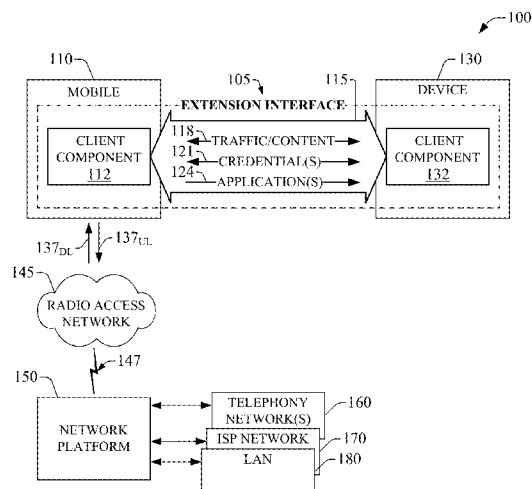 100
110
130
105
115
MOBILE
DEVICE
EXTENSION INTERFACE
118
TRAFFIC/CONTENT
CLIENT
COMPONENT
112
121
CREDENTIAL(S)
CLIENT
COMPONENT
132
124
APPLICATION(S)
137DL
137UL
145
RADIO ACCESS
NETWORK
147
150
TELEPHONY
NETWORK(S)
160
NETWORK
PLATFORM
ISP NETWORK
170
LAN
180